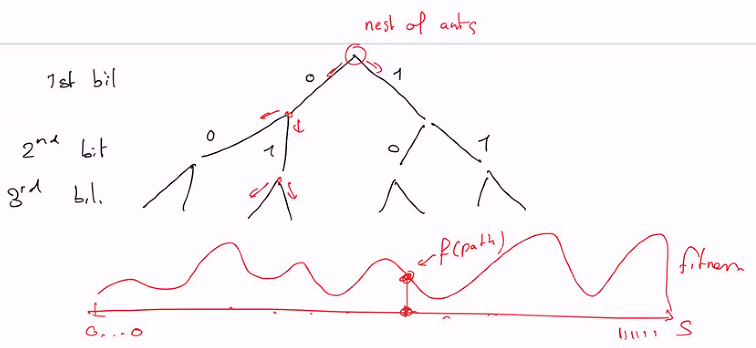 nest of ants
1st bit
0 1
2nd bit
0 1 0 1
3rd bit
f(path)
fitness
0...0
111111 S